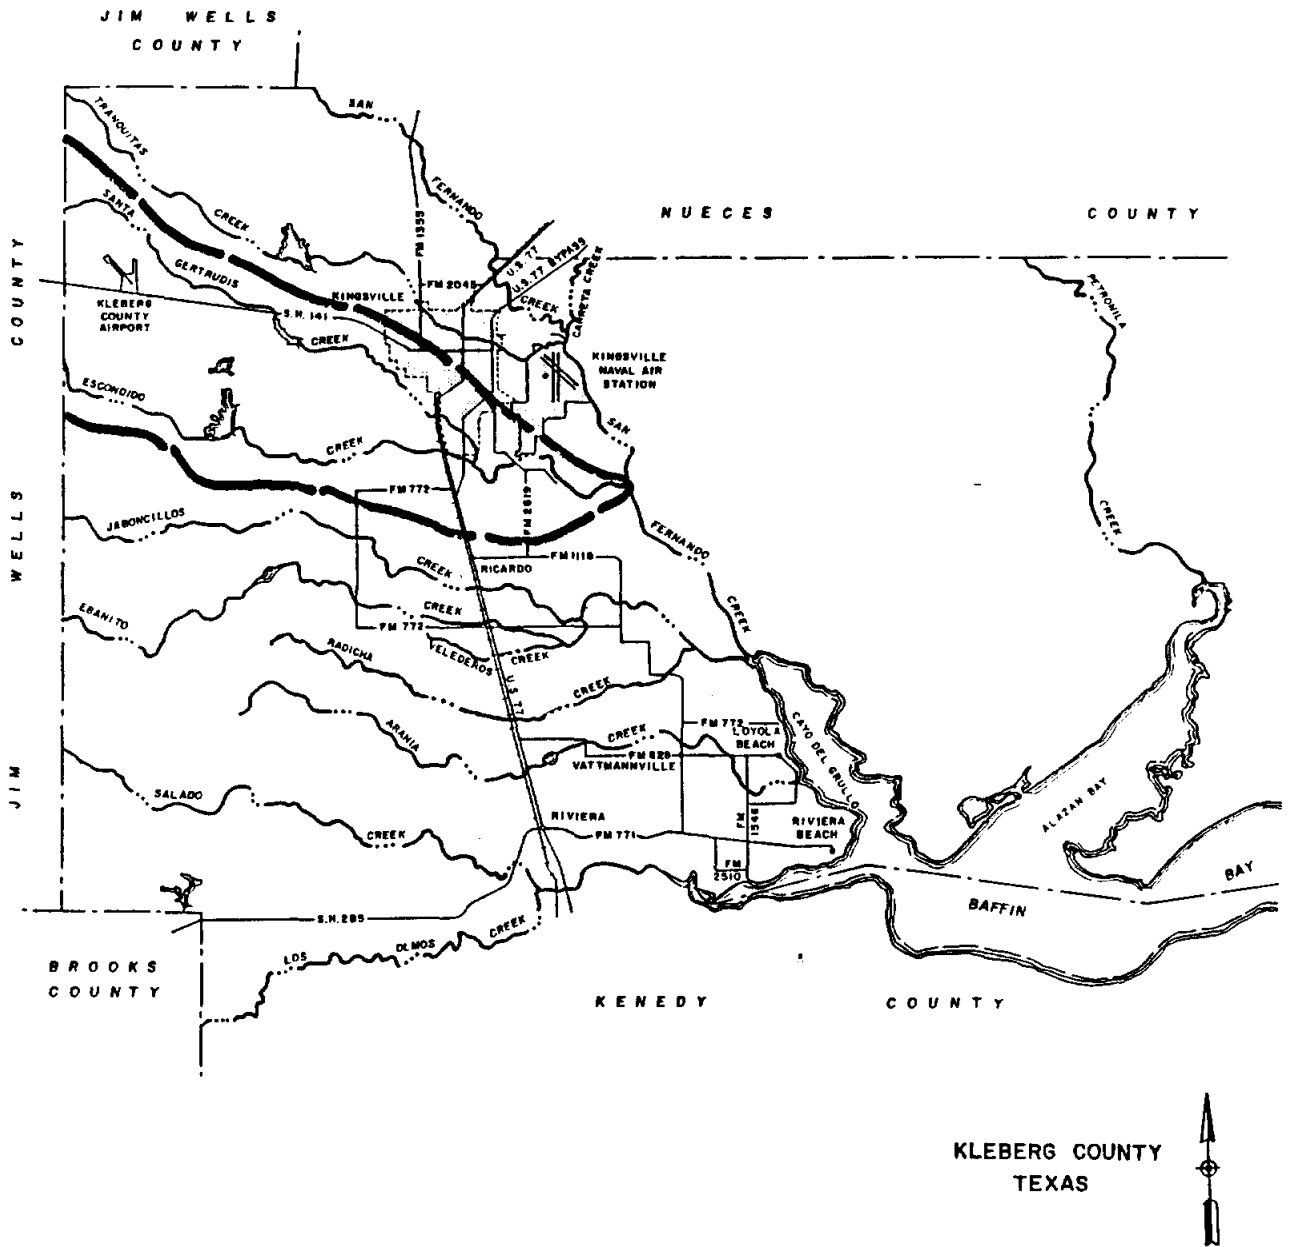 JIM WELLS
COUNTY
SAN
TRANQUITAS
FERNANDO
SANTA
CREEK
NUECES
COUNTY
FM 1355
U.S. 77
U.S. 77 BYPASS
CARRETA CREEK
COUNTY
GERTRUDIS
FM 2045
PETRONILA
KINGSVILLE
CREEK
KLEBERG
COUNTY
AIRPORT
S.H. 141
CREEK
KINGSVILLE
NAVAL AIR
STATION
ESCONDIDO
SAN
CREEK
FM 772
FM 2619
WELLS
CREEK
JABONCILLOS
FERNANDO
FM 1118
CREEK
RICARDO
CREEK
EBANITO
CREEK
FM 772
RADICHA
VELEDEROS
CREEK
U.S. 77
CREEK
ARANIA
CREEK
FM 772
LOYOLA
BEACH
CAYO DEL GRULLO
FM 628
VATTMANNVILLE
JIM
SALADO
ALAZAN BAY
CREEK
RIVIERA
FM 771
FM
1546
RIVIERA
BEACH
FM
2510
BAY
BAFFIN
S.H. 285
CREEK
LOS
OLMOS
BROOKS
COUNTY
KENEDY
COUNTY
KLEBERG COUNTY
TEXAS